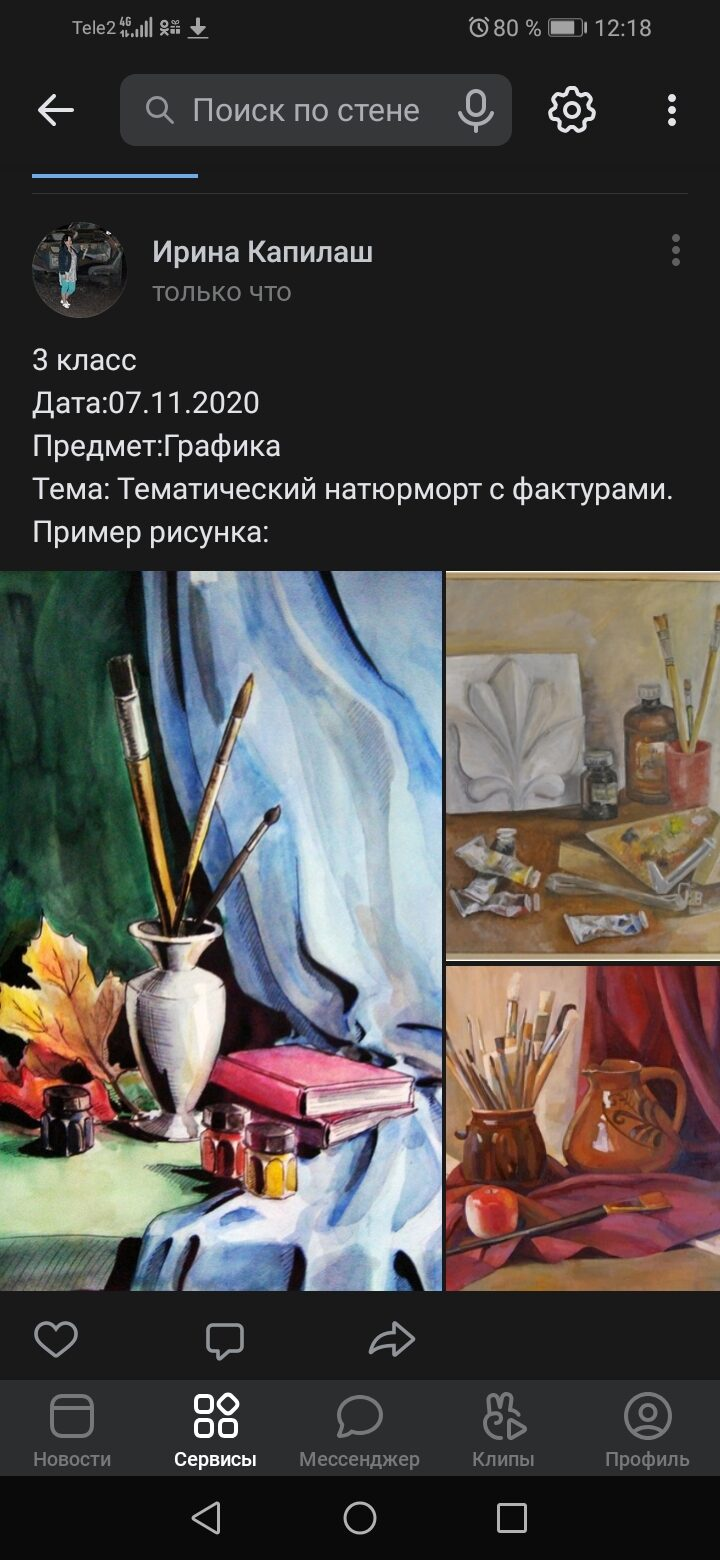 Tele2 4G 80 % 12:18
Поиск по стене
Ирина Капилаш
только что
3 класс
Дата:07.11.2020
Предмет:Графика
Тема: Тематический натюрморт с фактурами.
Пример рисунка:
Новости Сервисы Мессенджер Клипы Профиль